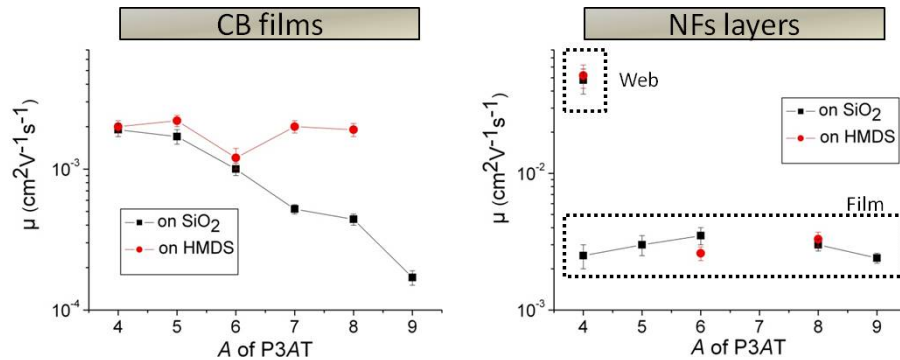 CB films
NFs layers
μ (cm²V⁻¹s⁻¹)
10⁻³
10⁻⁴
on SiO₂
on HMDS
4 5 6 7 8 9
A of P3AT
μ (cm²V⁻¹s⁻¹)
10⁻²
10⁻³
Web
on SiO₂
on HMDS
Film
4 5 6 7 8 9
A of P3AT